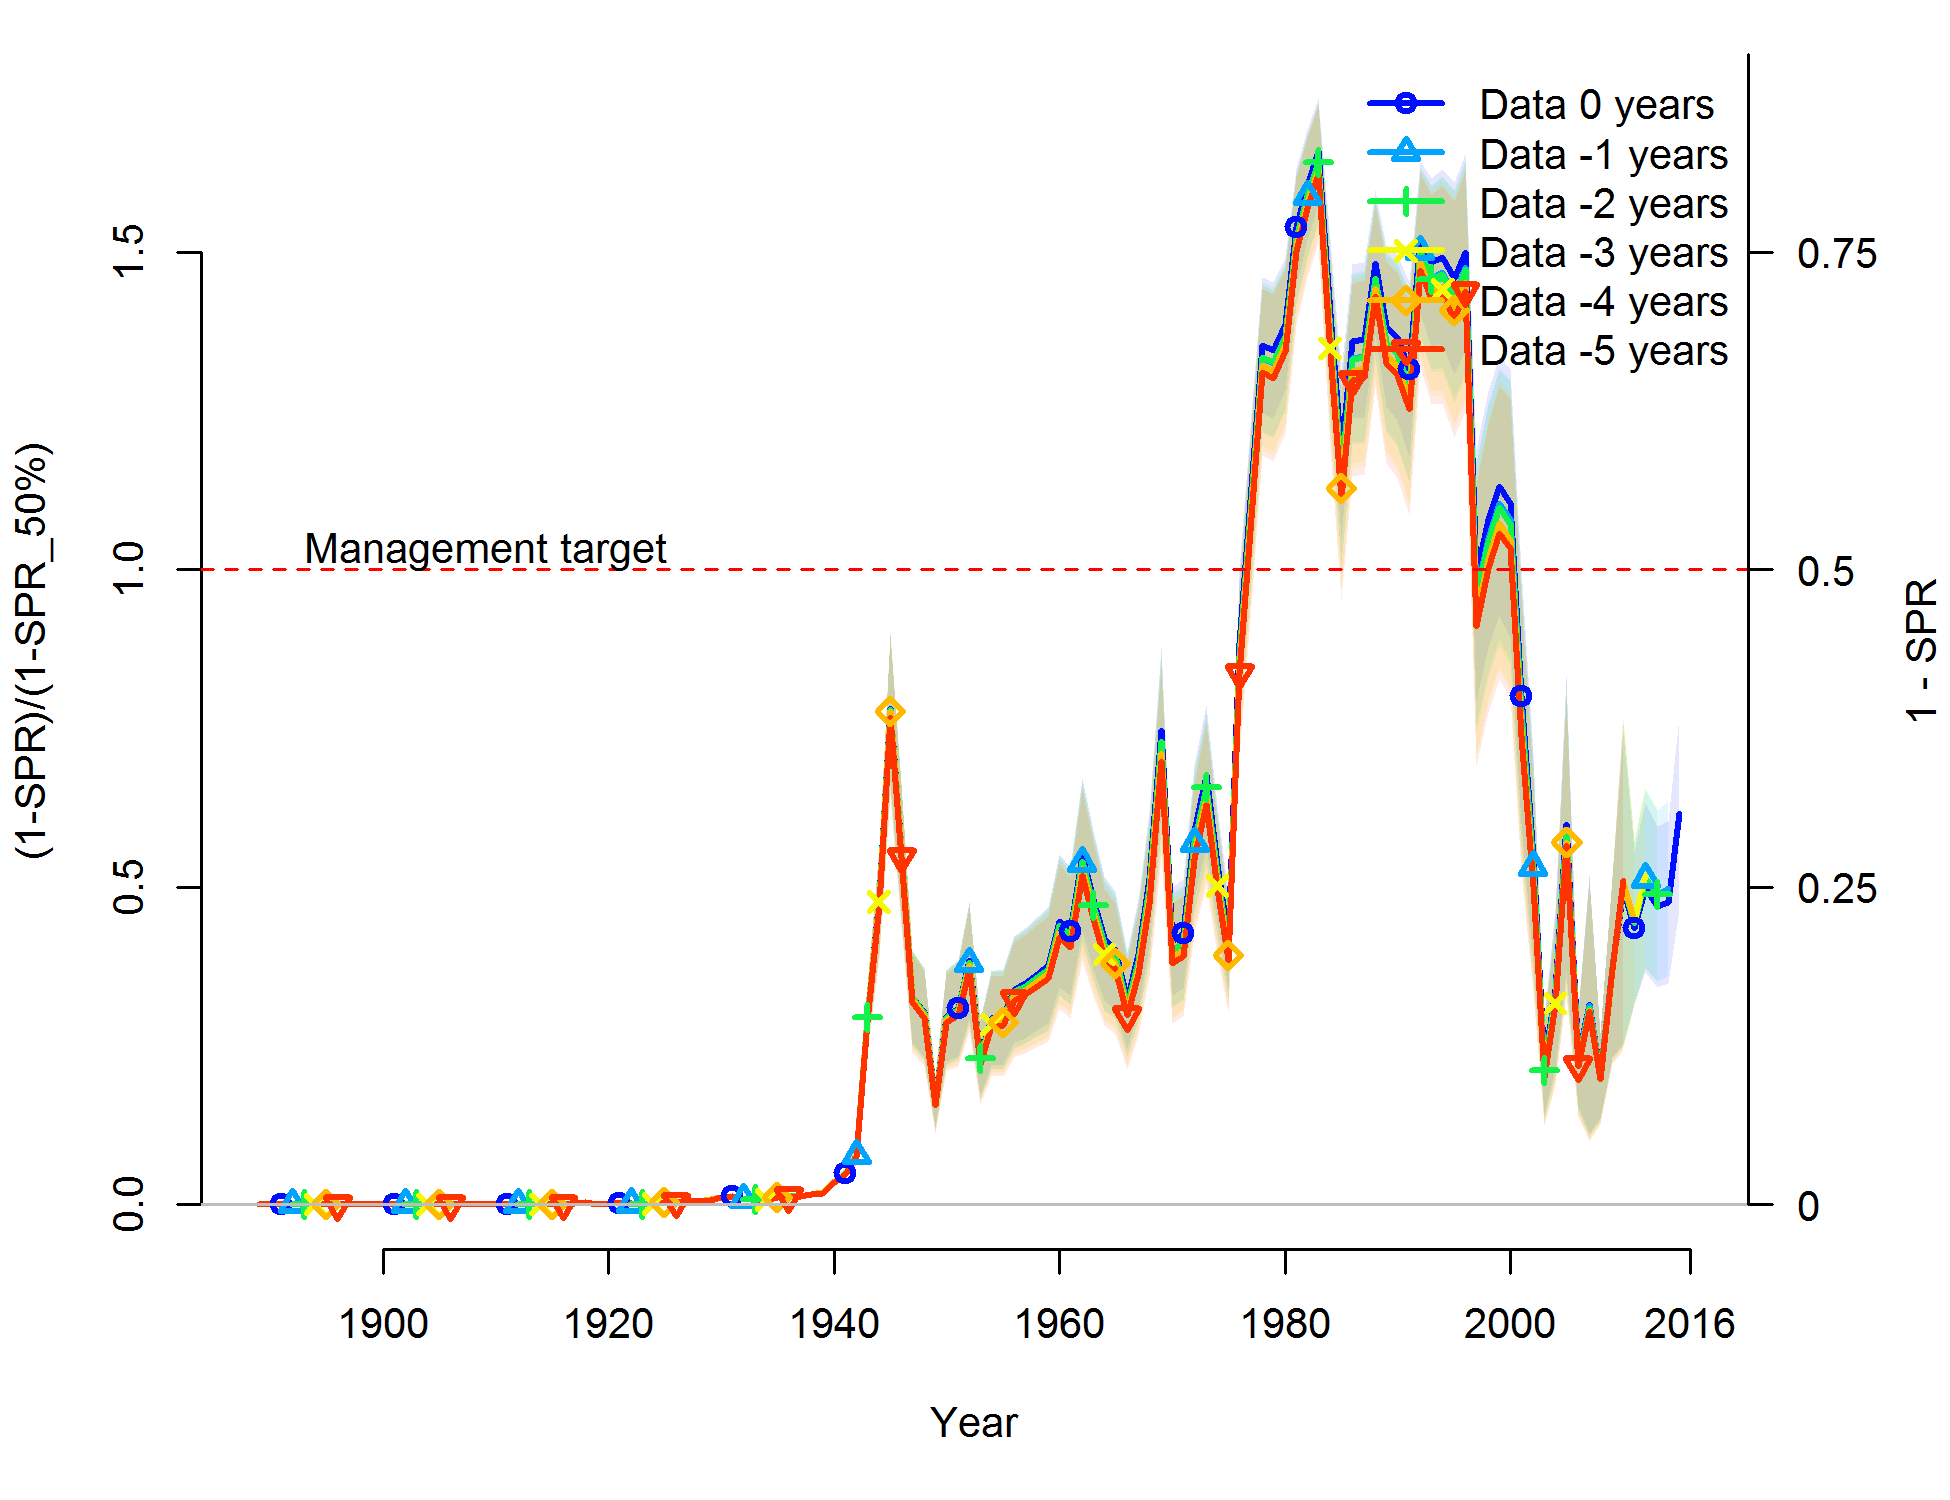 Data 0 years
Data -1 years
Data -2 years
Data -3 years
Data -4 years
Data -5 years
Management target
(1-SPR)/(1-SPR_50%)
0.0
0.5
1.0
1.5
1 - SPR
0
0.25
0.5
0.75
1900
1920
1940
1960
1980
2000
2016
Year